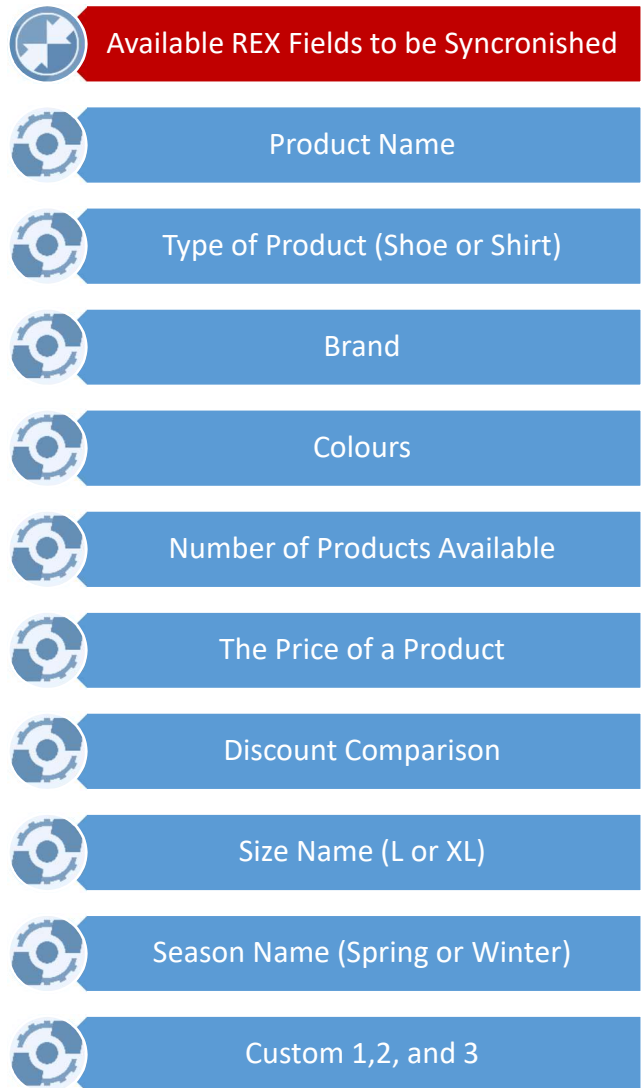 Available REX Fields to be Syncronished
Product Name
Type of Product (Shoe or Shirt)
Brand
Colours
Number of Products Available
The Price of a Product
Discount Comparison
Size Name (L or XL)
Season Name (Spring or Winter)
Custom 1,2, and 3